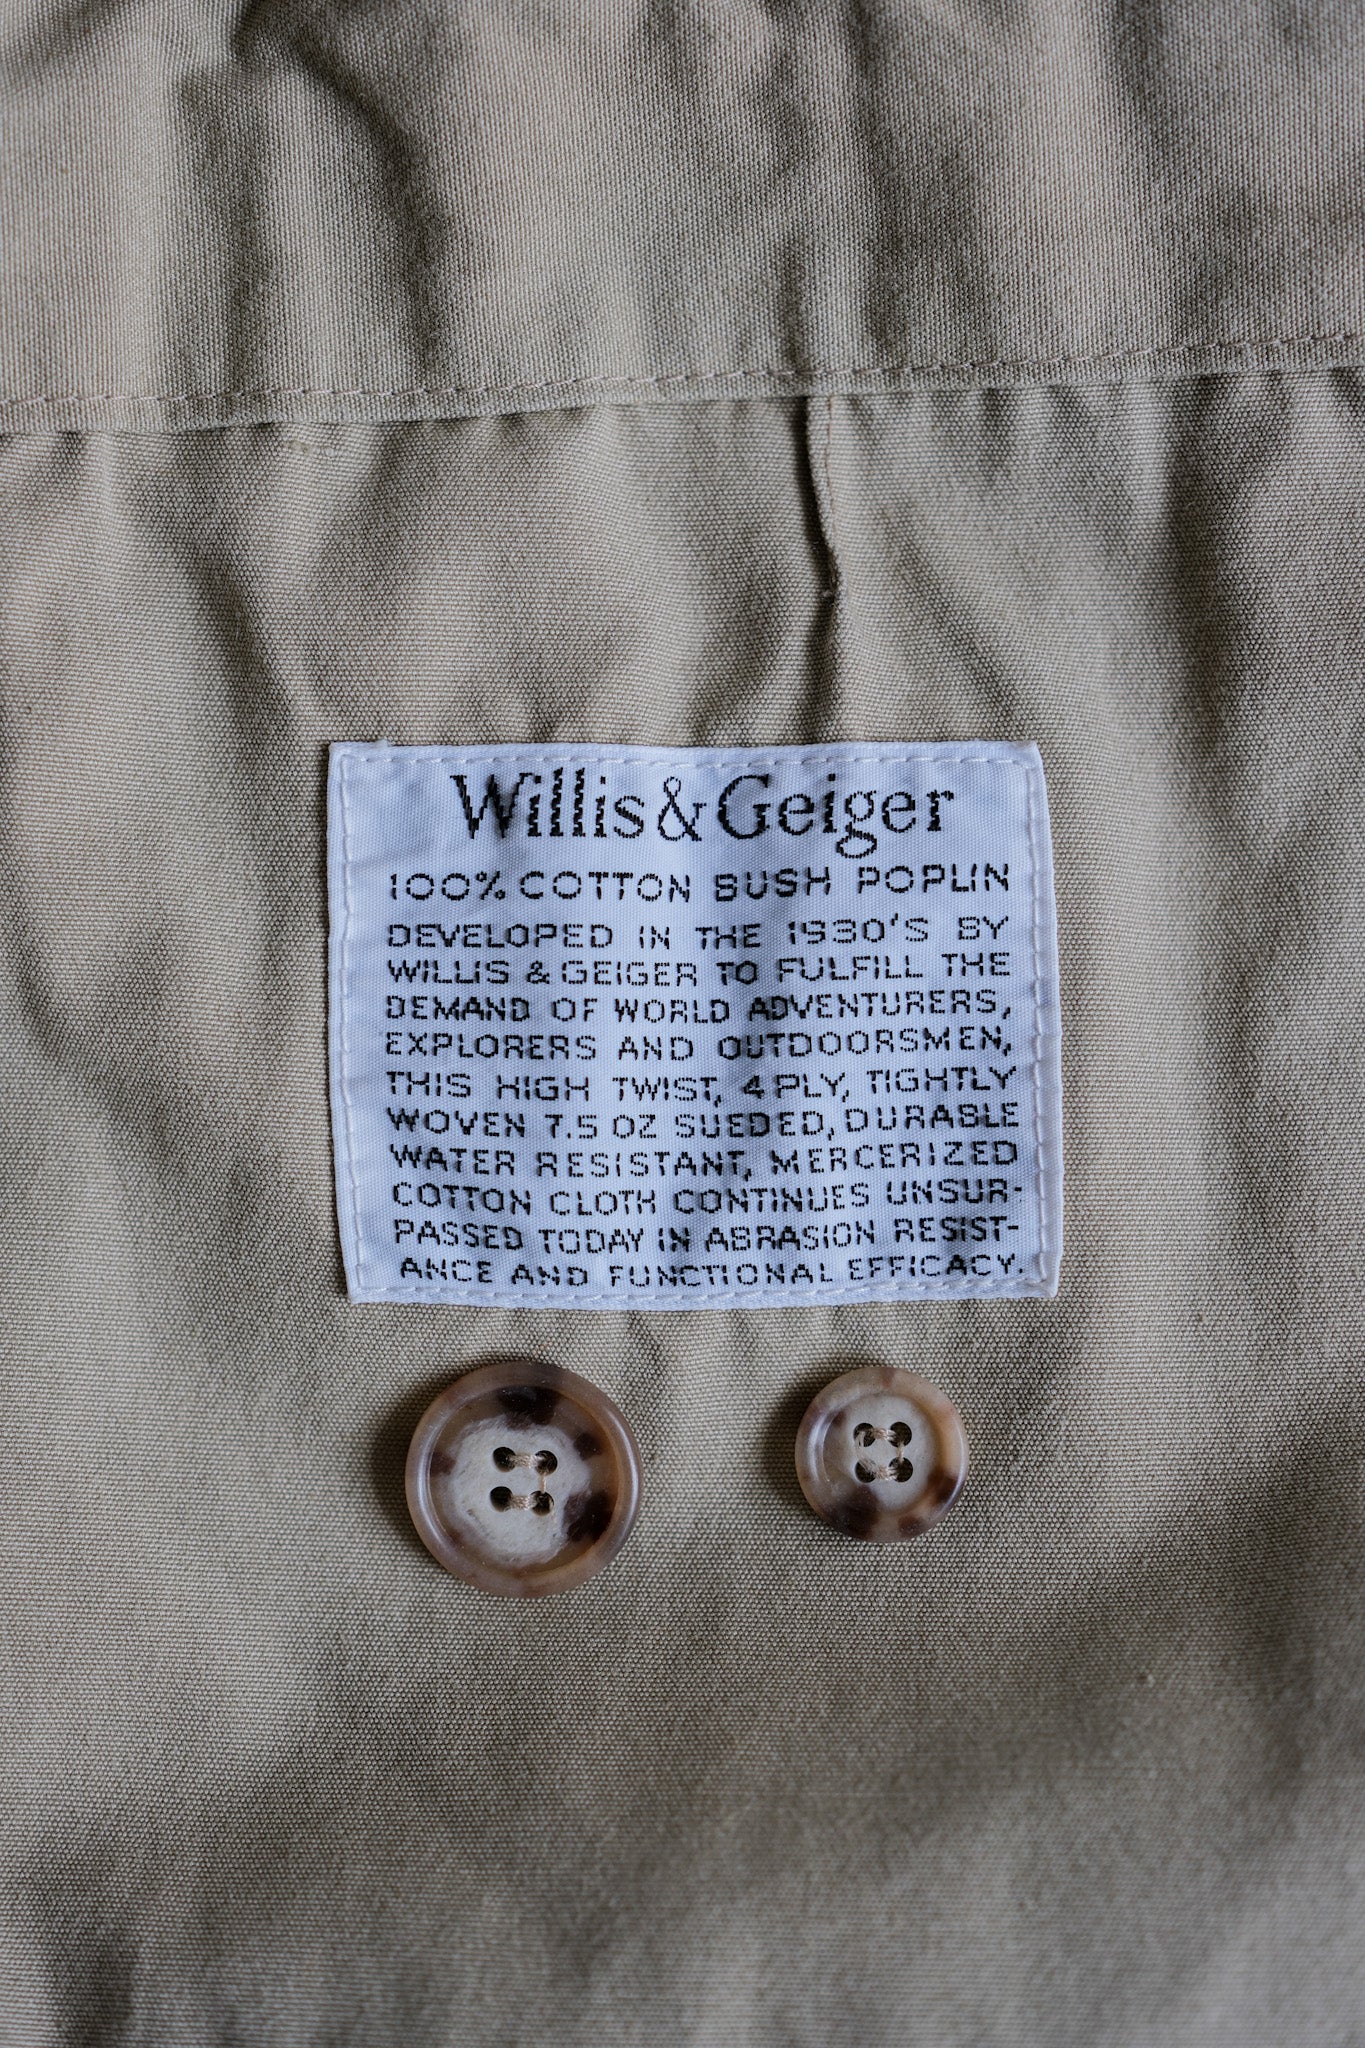 Willis & Geiger
100% COTTON BUSH POPLIN
DEVELOPED IN THE 1930'S BY
WILLIS & GEIGER TO FULFILL THE
DEMAND OF WORLD ADVENTURERS,
EXPLORERS AND OUTDOORSMEN,
THIS HIGH TWIST, 4 PLY, TIGHTLY
WOVEN 7.5 OZ SUEDED, DURABLE
WATER RESISTANT, MERCERIZED
COTTON CLOTH CONTINUES UNSUR-
PASSED TODAY IN ABRASION RESIST-
ANCE AND FUNCTIONAL EFFICACY.